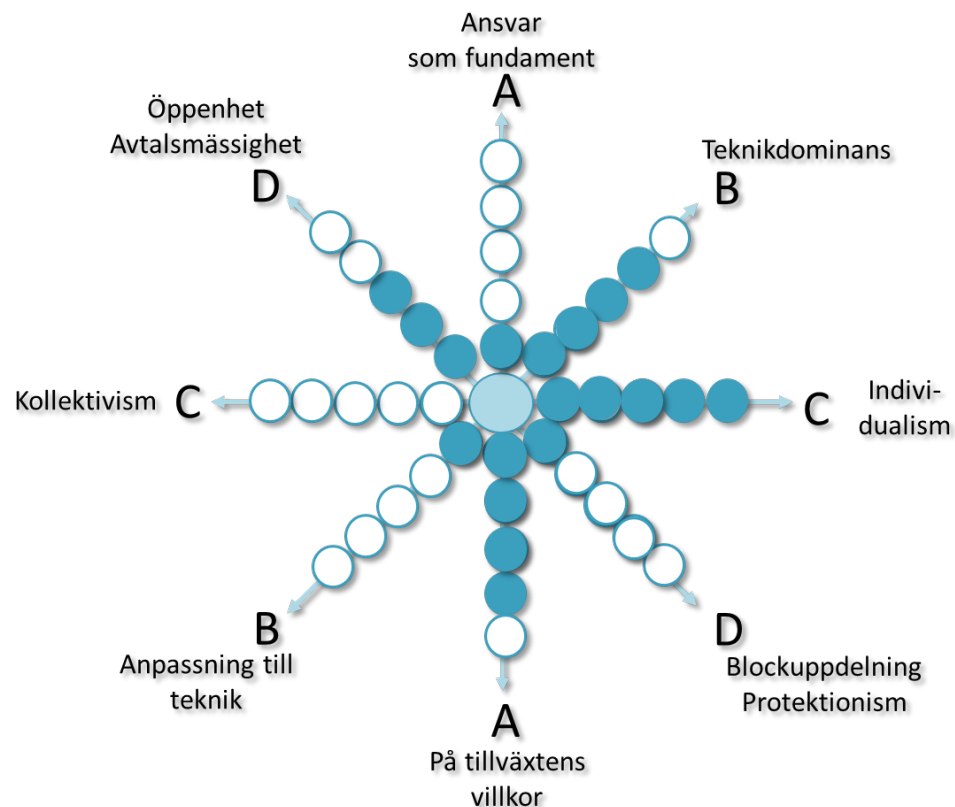 Ansvar
som fundament
A
Öppenhet
Avtalsmässighet
D
Teknikdominans
B
Kollektivism C
C Indivi-
dualism
B
Anpassning till
teknik
D
Blockuppdelning
Protektionism
A
På tillväxtens
villkor